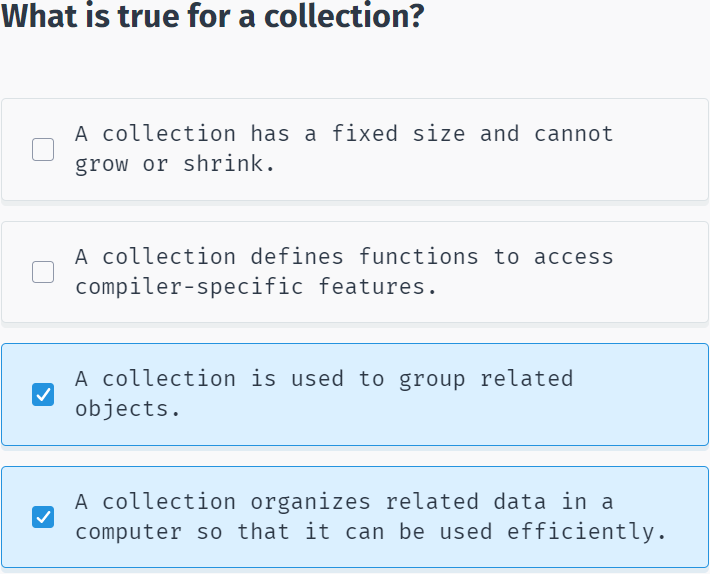 What is true for a collection?
A collection has a fixed size and cannot
grow or shrink.
A collection defines functions to access
compiler-specific features.
A collection is used to group related
objects.
A collection organizes related data in a
computer so that it can be used efficiently.